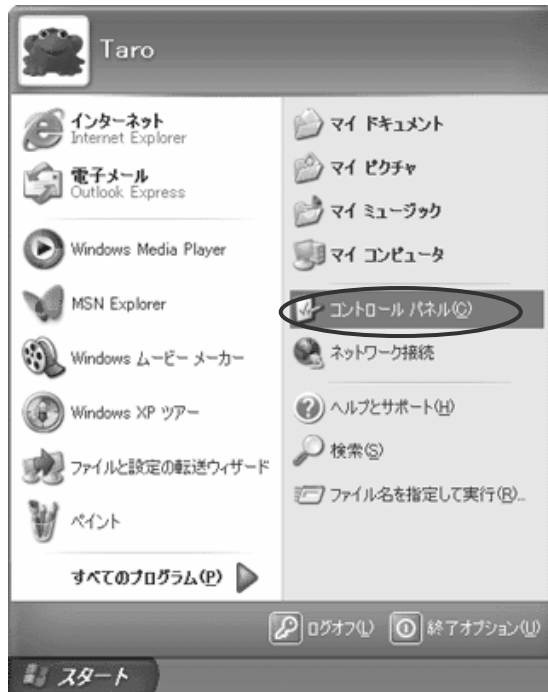 Taro
インターネット
Internet Explorer
電子メール
Outlook Express
Windows Media Player
MSN Explorer
Windows ムービー メーカー
Windows XP ツアー
ファイルと設定の転送ウィザード
ペイント
すべてのプログラム(P)
マイ ドキュメント
マイ ピクチャ
マイ ミュージック
マイ コンピュータ
コントロール パネル(C)
ネットワーク接続
ヘルプとサポート(H)
検索(S)
ファイル名を指定して実行(R)...
ログオフ(L)
終了オプション(U)
スタート